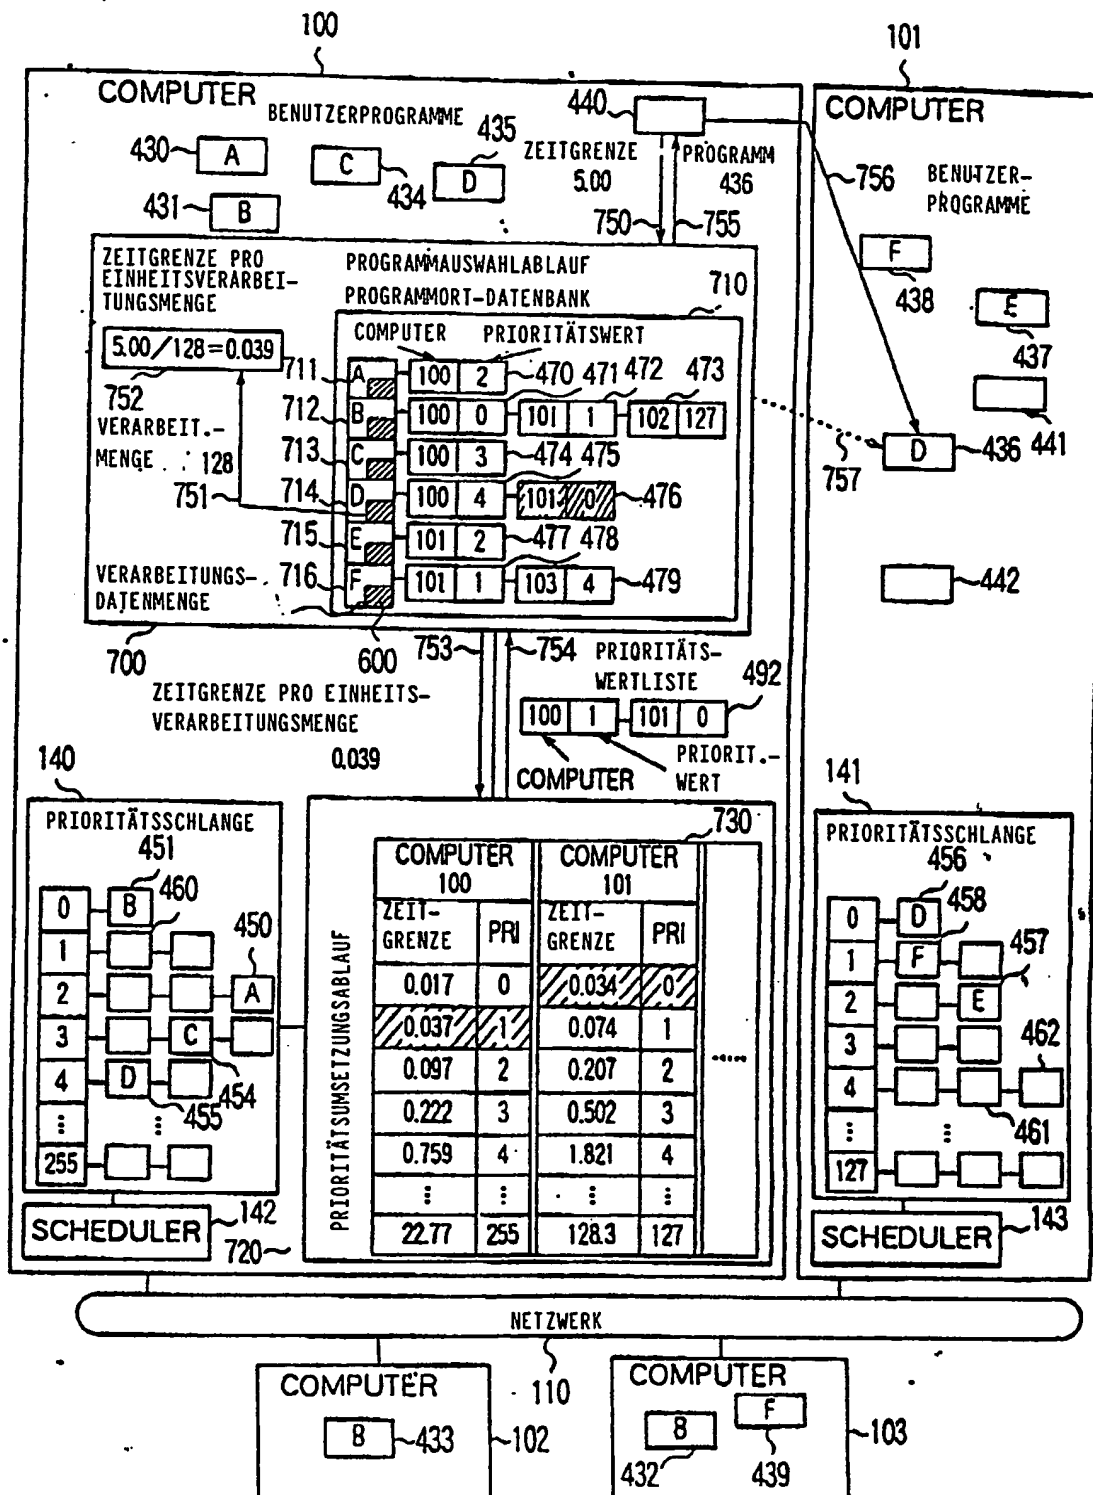 100
101
COMPUTER
COMPUTER
BENUTZERPROGRAMME
440
430 A
C 434
435
D
431 B
ZEITGRENZE
5.00
PROGRAMM
436
750
755
756
BENUTZER-
PROGRAMME
F
438
E
437
441
D 436
757
442
ZEITGRENZE PRO
EINHEITSVERARBEI-
TUNGSMENGE
PROGRAMMAUSWAHLABLAUF
PROGRAMMORT-DATENBANK
710
COMPUTER PRIORITÄTSWERT
5.00/128=0.039
752
VERARBEIT.-
MENGE : 128
751
711 A 100 2 470 471 472 473
712 B 100 0 101 1 102 127
713 C 100 3 474 475
714 D 100 4 101 0 476
715 E 101 2 477 478
716 F 101 1 103 4 479
VERARBEITUNGS-
DATENMENGE
700
600
753
754
PRIORITÄTS-
WERTLISTE
492
100 1 101 0
COMPUTER
PRIORIT.-
WERT
ZEITGRENZE PRO EINHEITS-
VERARBEITUNGSMENGE
0.039
140
PRIORITÄTSSCHLANGE
451
460
450
0 B
1
2 A
3 C
4 D
454
455
⋮ ⋮
255
SCHEDULER
142
720
PRIORITÄTSUMSETZUNGSABLAUF
730
COMPUTER 100 COMPUTER 101
ZEIT-GRENZE PRI ZEIT-GRENZE PRI
0.017 0 0.034 0
0.037 1 0.074 1
0.097 2 0.207 2
0.222 3 0.502 3
0.759 4 1.821 4
⋮ ⋮ ⋮ ⋮
22.77 255 128.3 127
.....
141
PRIORITÄTSSCHLANGE
456
458
457
0 D
1 F
2 E
3
462
4
461
⋮ ⋮
127
SCHEDULER
143
NETZWERK
110
COMPUTER
B 433
102
COMPUTER
B
432
F
439
103